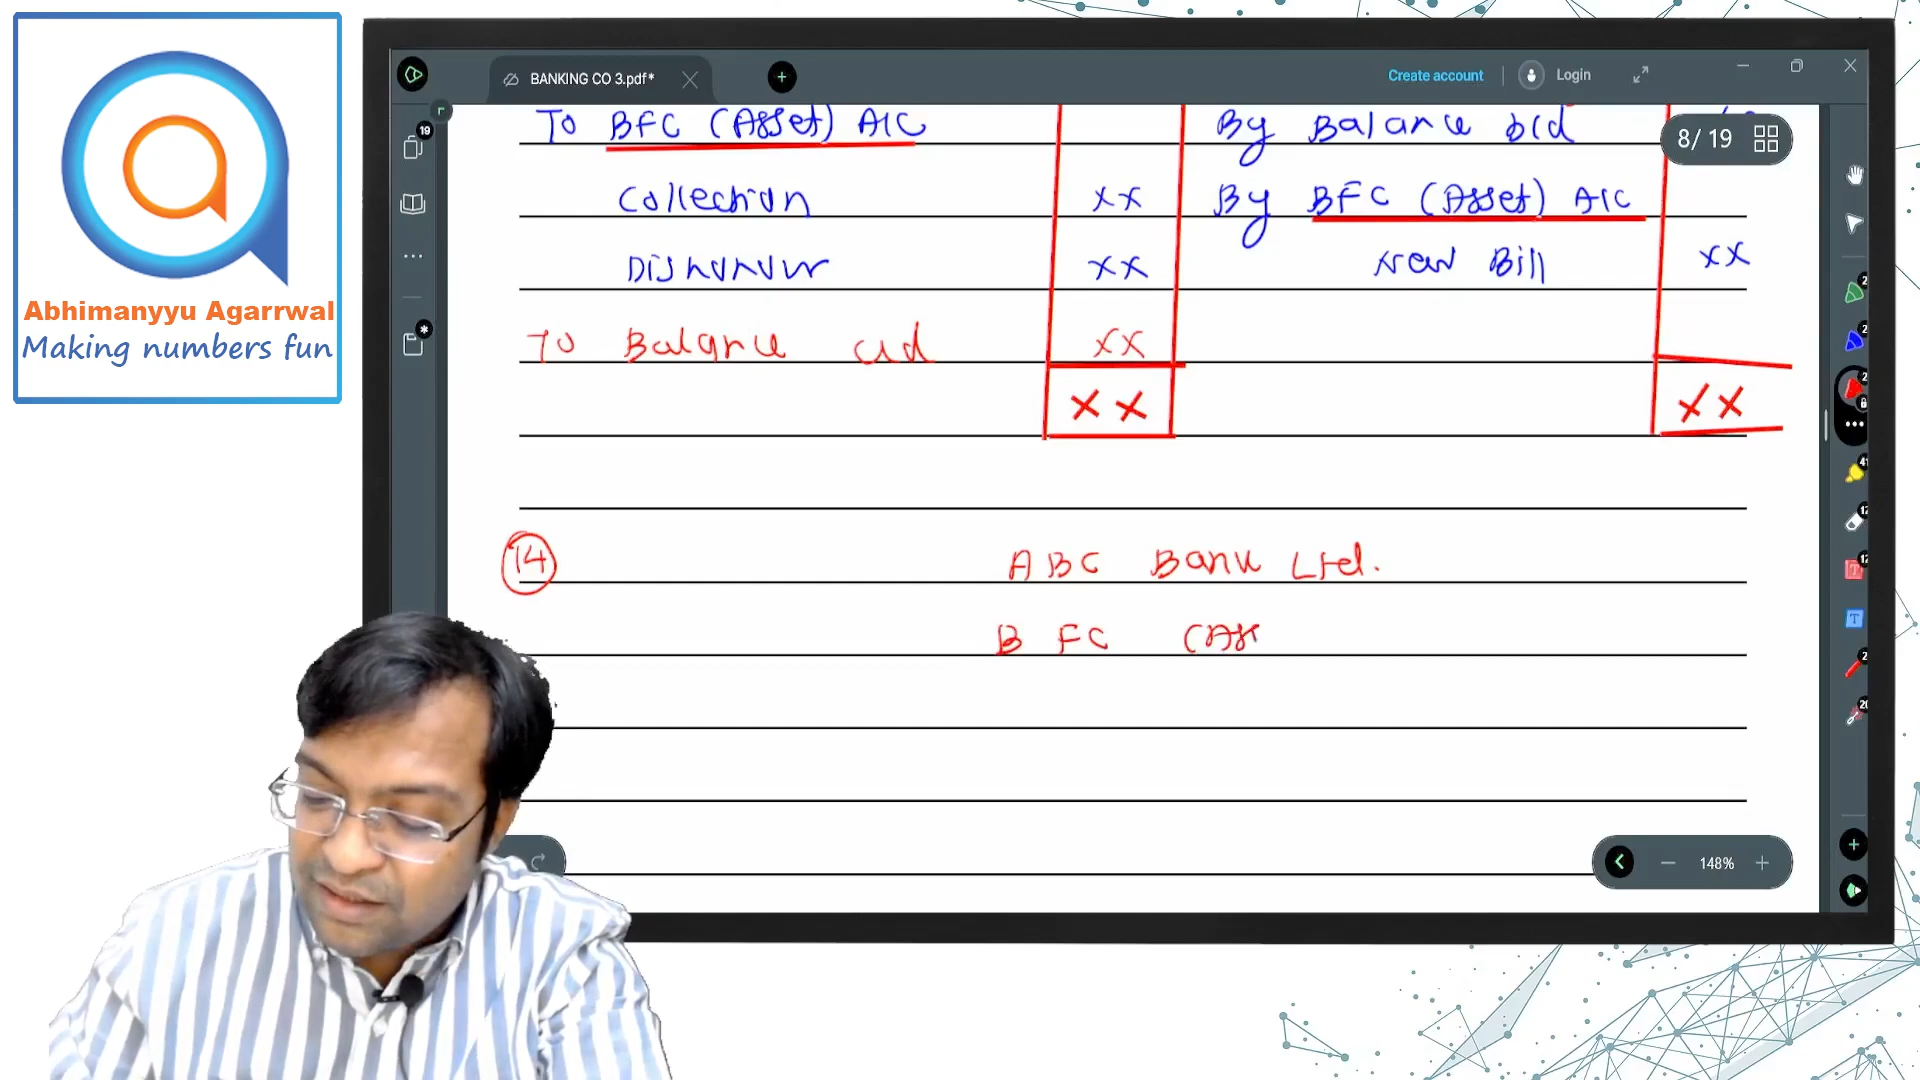 Abhimanyyu Agarrwal
Making numbers fun
BANKING CO 3.pdf*
Create account
Login
8/ 19
To BFC (Asset) A/C
By Balance b/d
Collection xx
By BFC (Asset) A/C
Dishonour xx
New Bill xx
To Balance c/d xx
xx
xx
14
ABC Bank Ltd.
BFC (Ass
148%
19